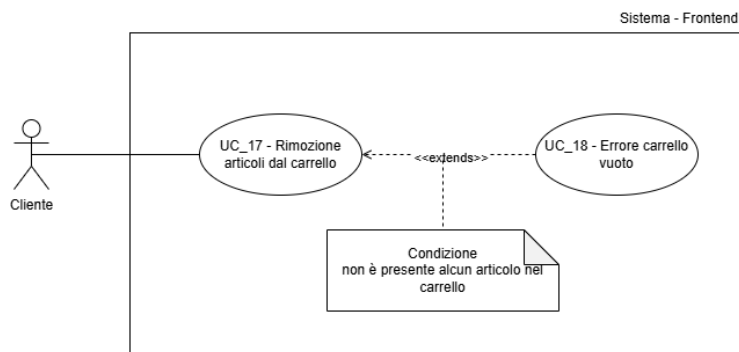 Sistema - Frontend
UC_17 - Rimozione
articoli dal carrello
<<extends>>
UC_18 - Errore carrello
vuoto
Cliente
Condizione
non è presente alcun articolo nel
carrello